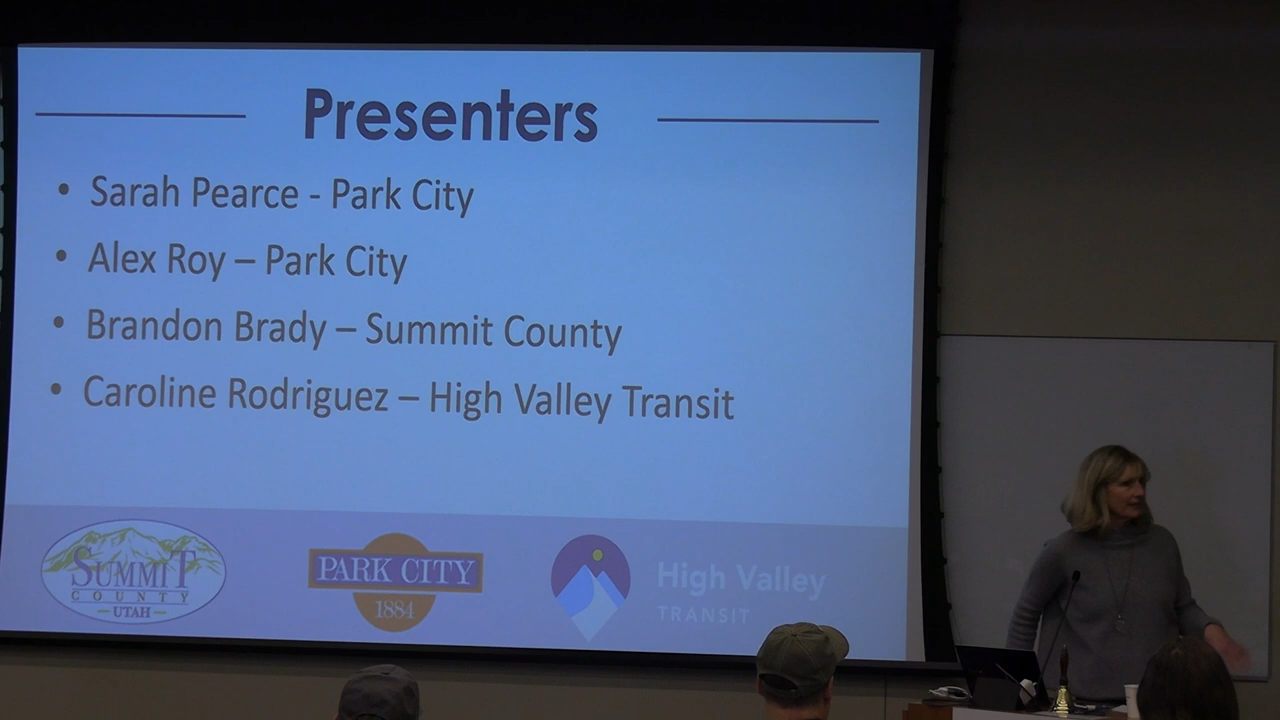 Presenters
• Sarah Pearce - Park City
• Alex Roy – Park City
• Brandon Brady – Summit County
• Caroline Rodriguez – High Valley Transit
SUMMIT
COUNTY
UTAH
PARK CITY
1884
High Valley
TRANSIT